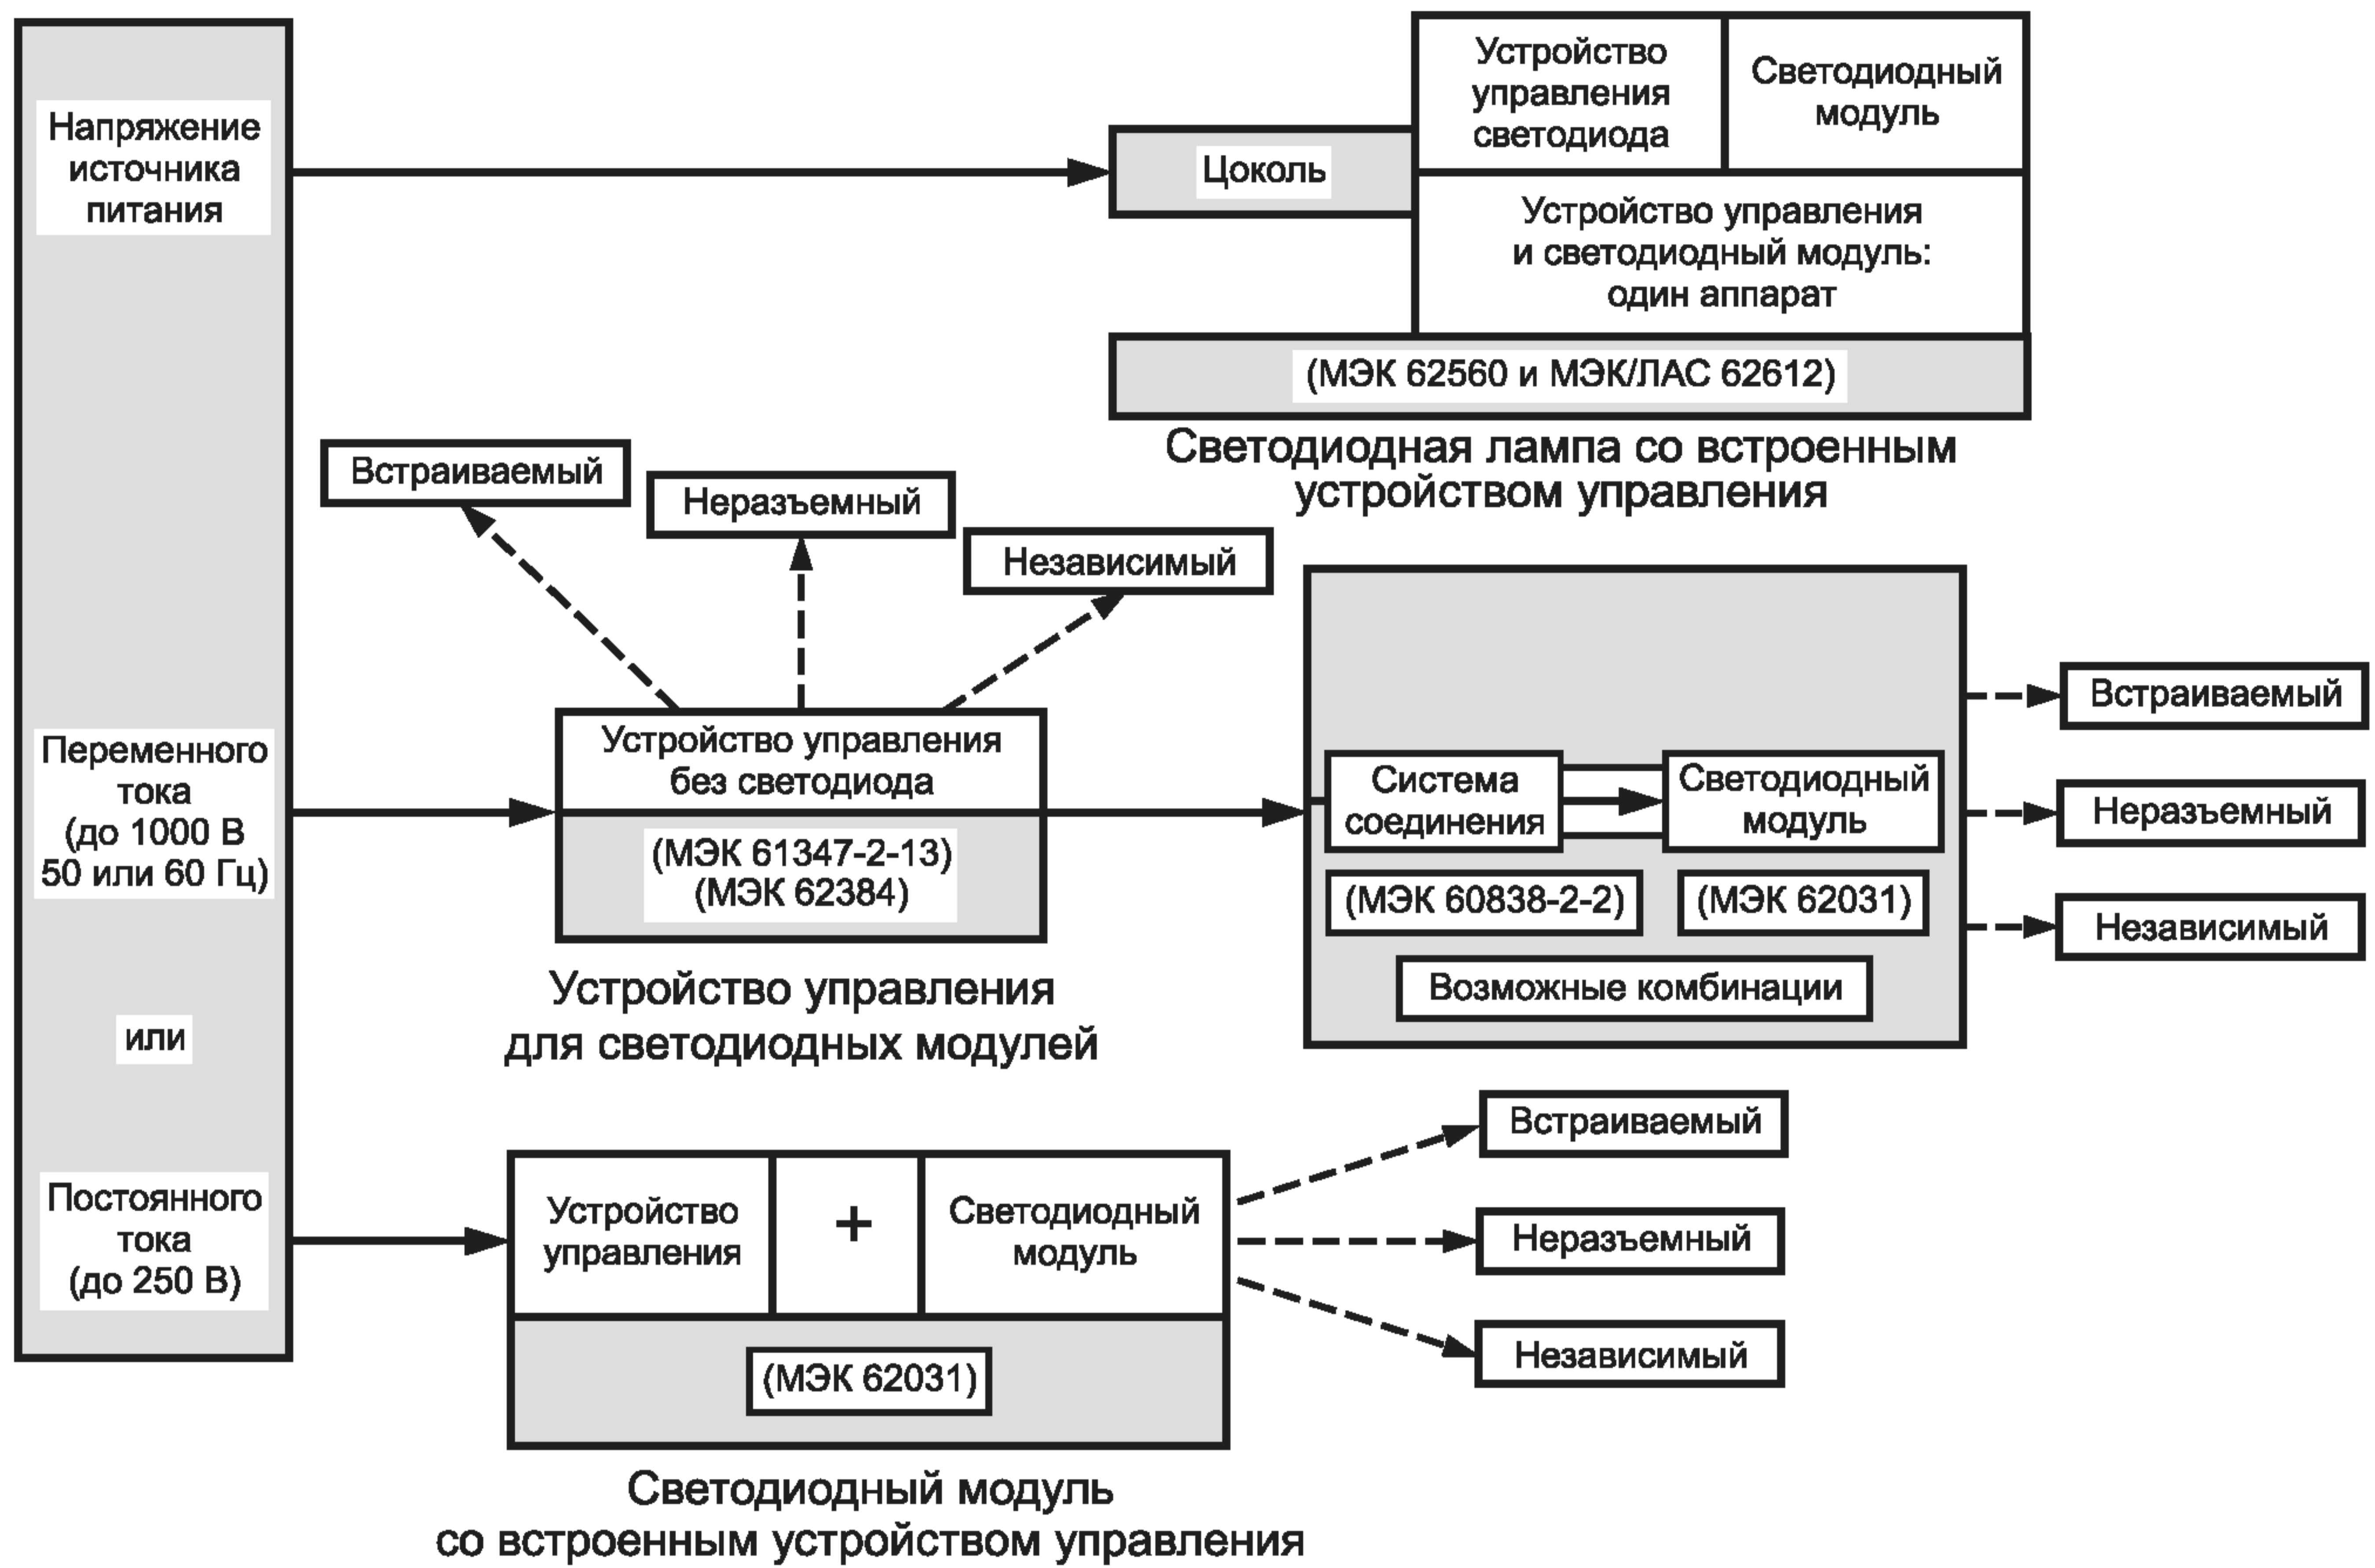 Напряжение
источника
питания
Переменного
тока
(до 1000 В
50 или 60 Гц)
или
Постоянного
тока
(до 250 В)
Цоколь
Устройство
управления
светодиода
Светодиодный
модуль
Устройство управления
и светодиодный модуль:
один аппарат
(МЭК 62560 и МЭК/ЛАС 62612)
Светодиодная лампа со встроенным
устройством управления
Встраиваемый
Неразъемный
Независимый
Устройство управления
без светодиода
(МЭК 61347-2-13)
(МЭК 62384)
Устройство управления
для светодиодных модулей
Система
соединения
Светодиодный
модуль
(МЭК 60838-2-2)
(МЭК 62031)
Возможные комбинации
Встраиваемый
Неразъемный
Независимый
Устройство
управления
+
Светодиодный
модуль
(МЭК 62031)
Светодиодный модуль
со встроенным устройством управления
Встраиваемый
Неразъемный
Независимый